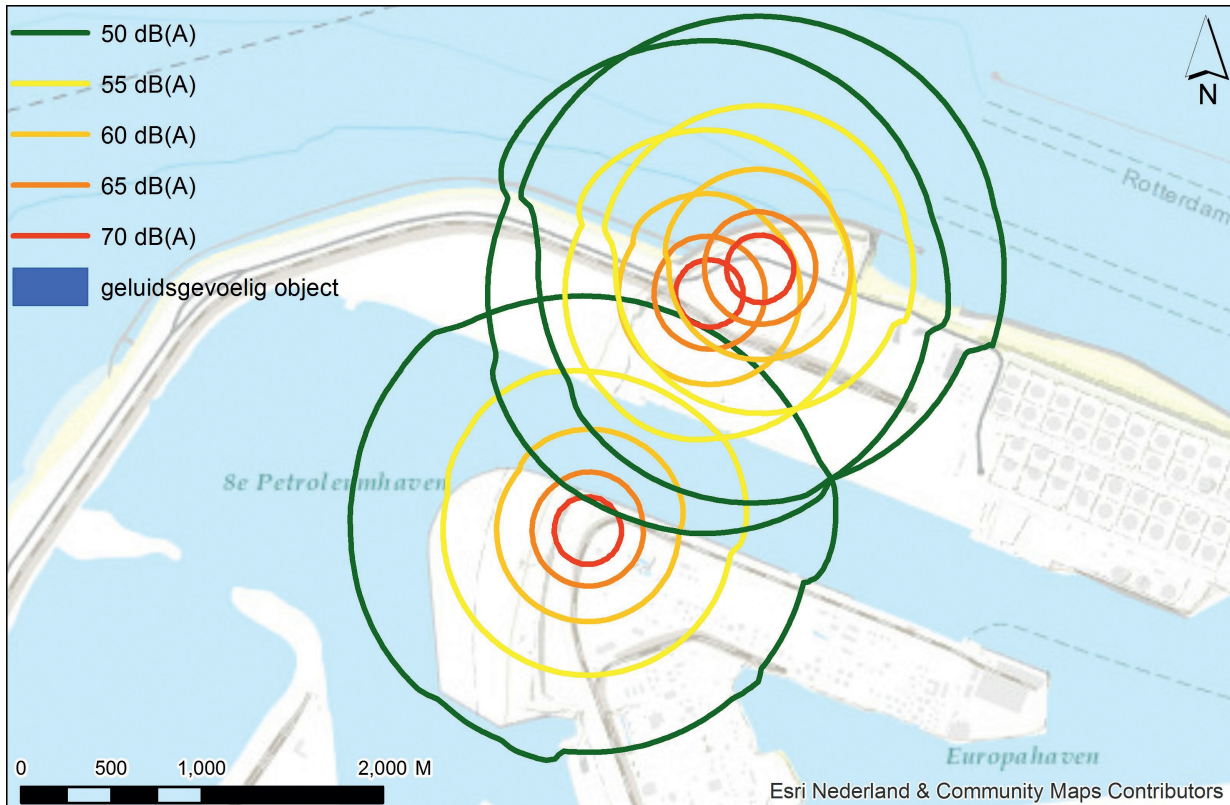 50 dB(A)
55 dB(A)
60 dB(A)
65 dB(A)
70 dB(A)
geluidsgevoelig object
N
Rotterdam
8e Petroleumhaven
Europahaven
0 500 1,000 2,000 M
Esri Nederland & Community Maps Contributors